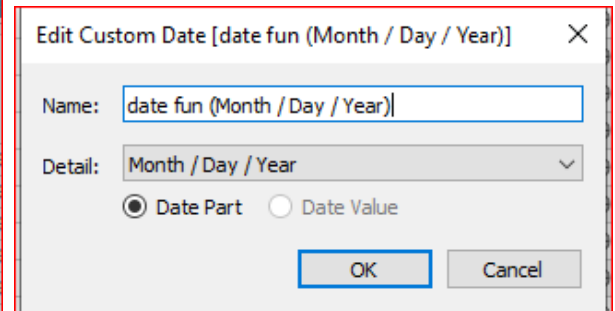 Edit Custom Date [date fun (Month / Day / Year)]
Name: date fun (Month / Day / Year)
Detail: Month / Day / Year
Date Part Date Value
OK Cancel